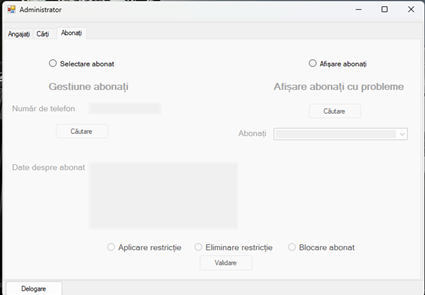 Administrator
Angajați Cărți Abonați
Selectare abonat Afișare abonați
Gestiune abonați Afișare abonați cu probleme
Număr de telefon
Căutare Căutare
Abonați
Date despre abonat
Aplicare restricție Eliminare restricție Blocare abonat
Validare
Delogare